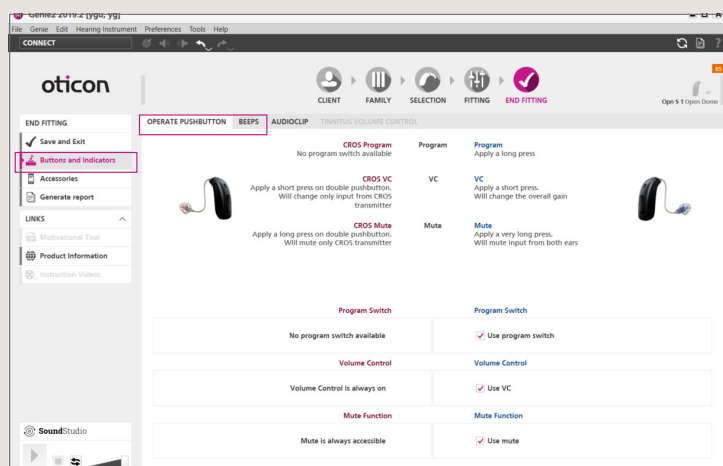 Genie2 2019.2 [ygu, yg]
File Genie Edit Hearing Instrument Preferences Tools Help
CONNECT
oticon
CLIENT FAMILY SELECTION FITTING END FITTING
85
Opn S 1 Open Dome
END FITTING
Save and Exit
Buttons and Indicators
Accessories
Generate report
LINKS
Motivational Tool
Product Information
Instruction Videos
OPERATE PUSHBUTTON BEEPS AUDIOCLIP TINNITUS VOLUME CONTROL
CROS Program Program Program
No program switch available Apply a long press
CROS VC VC VC
Apply a short press on double pushbutton. Apply a short press.
Will change only input from CROS Will change the overall gain
transmitter
CROS Mute Mute Mute
Apply a long press on double pushbutton. Apply a very long press.
Will mute only CROS transmitter Will mute input from both ears
Program Switch Program Switch
No program switch available Use program switch
Volume Control Volume Control
Volume Control is always on Use VC
Mute Function Mute Function
Mute is always accessible Use mute
SoundStudio